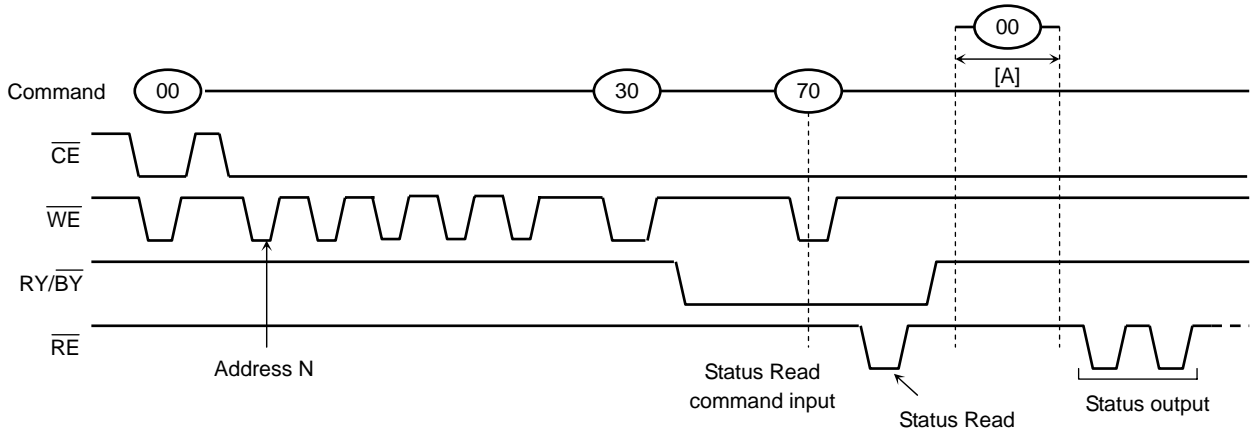 00
[A]
Command
00
30
70
CE
WE
RY/BY
RE
Address N
Status Read
command input
Status Read
Status output